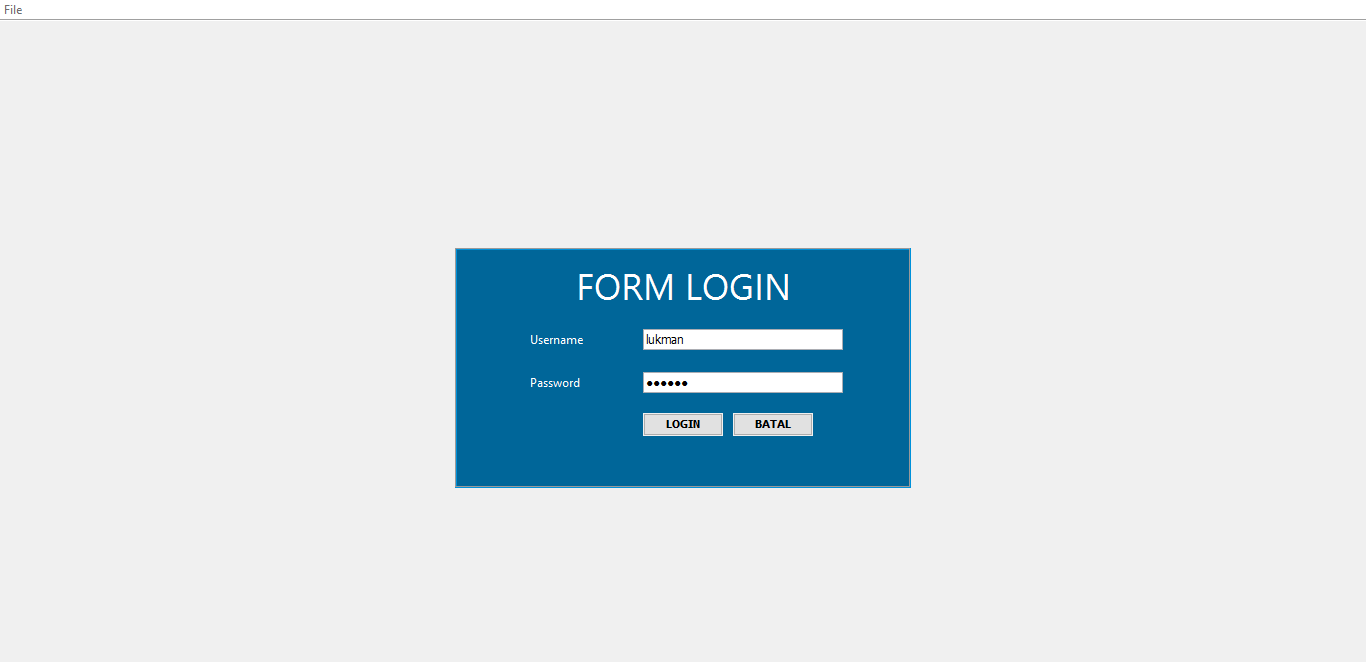 File
FORM LOGIN
Username lukman
Password ••••••
LOGIN BATAL